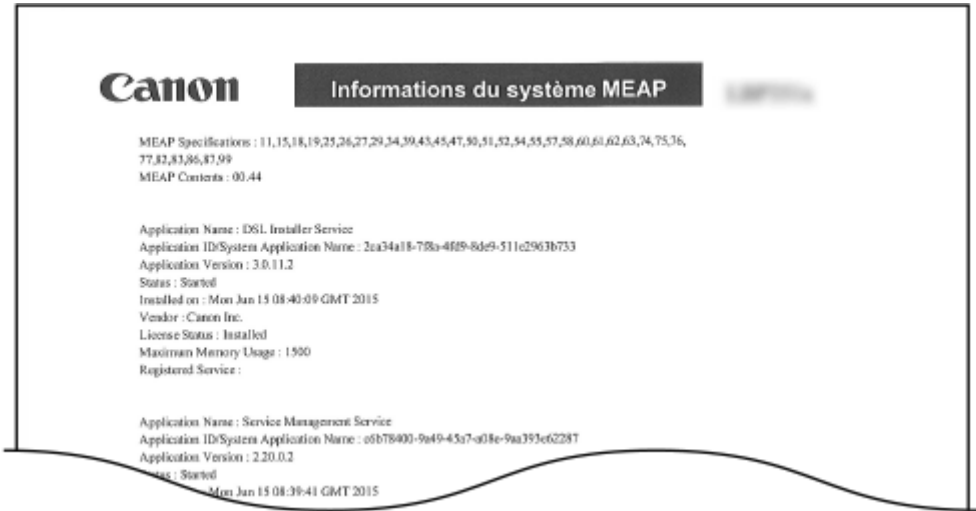 Canon
Informations du système MEAP
MEAP Specifications : 11,15,18,19,25,26,27,29,34,39,43,45,47,50,51,52,54,55,57,58,60,61,62,63,74,75,76,
77,82,83,86,87,99
MEAP Contents : 00.44
Application Name : DSL Installer Service
Application ID/System Application Name : 2ca34a18-7f8a-4fd9-8de9-511c2963b733
Application Version : 3.0.11.2
Status : Started
Installed on : Mon Jun 15 08:40:09 GMT 2015
Vendor : Canon Inc.
License Status : Installed
Maximum Memory Usage : 1500
Registered Service :
Application Name : Service Management Service
Application ID/System Application Name : c6b78400-9a49-45a7-a08e-9aa393c62287
Application Version : 2.20.0.2
: Started
Mon Jun 15 08:39:41 GMT 2015